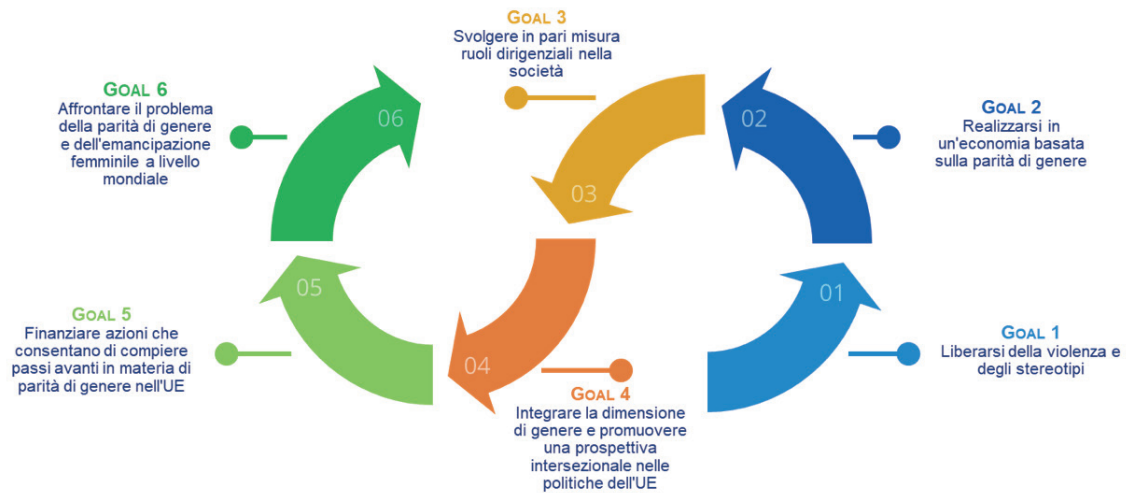 GOAL 3
Svolgere in pari misura
ruoli dirigenziali nella
società
GOAL 6
Affrontare il problema
della parità di genere
e dell'emancipazione
femminile a livello
mondiale
06
02
GOAL 2
Realizzarsi in
un'economia basata
sulla parità di genere
03
05
01
GOAL 5
Finanziare azioni che
consentano di compiere
passi avanti in materia di
parità di genere nell'UE
GOAL 1
Liberarsi della violenza e
degli stereotipi
04
GOAL 4
Integrare la dimensione
di genere e promuovere
una prospettiva
intersezionale nelle
politiche dell'UE